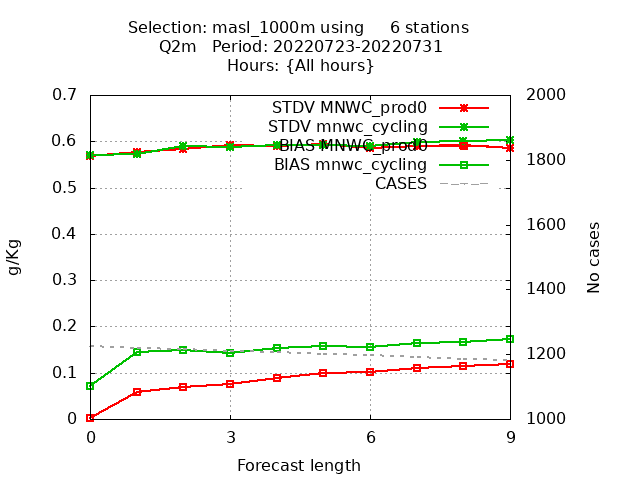 Selection: masl_1000m using 6 stations
Q2m Period: 20220723-20220731
Hours: {All hours}
0.7
0.6
0.5
0.4
0.3
0.2
0.1
0
2000
1800
1600
1400
1200
1000
g/Kg
No cases
STDV MNWC_prod0
STDV mnwc_cycling
BIAS MNWC_prod0
BIAS mnwc_cycling
CASES
0 3 6 9
Forecast length